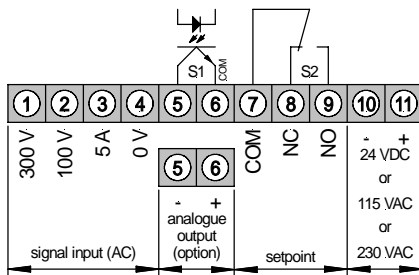 COM
S1 S2
1 2 3 4 5 6 7 8 9 10 11
300 V 100 V 5 A 0 V COM NC NO - +
5 6
- +
analogue
output
(option)
24 VDC
or
115 VAC
or
230 VAC
signal input (AC) setpoint